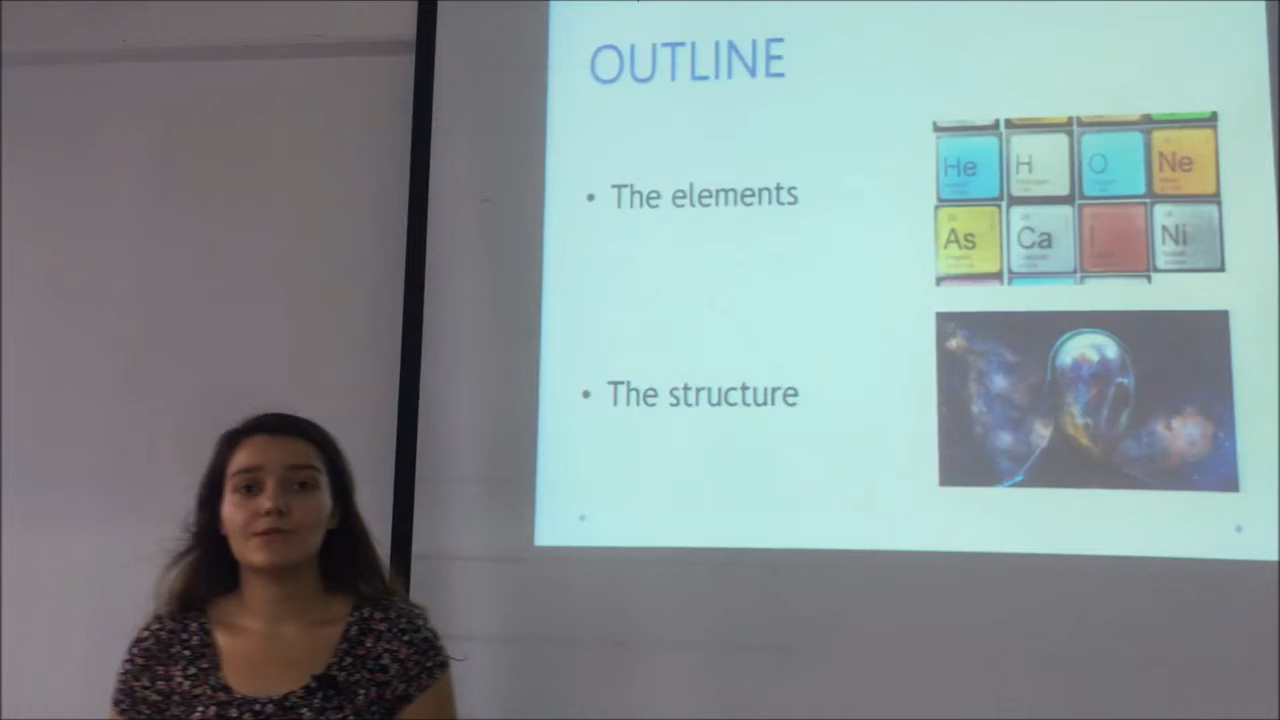 OUTLINE
• The elements
He H O Ne
As Ca I Ni
• The structure